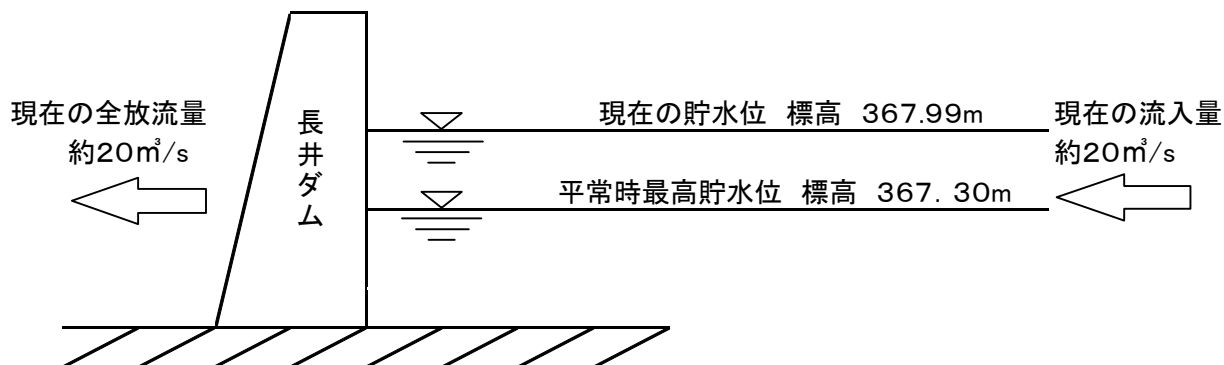 現在の全放流量
約20㎥/s
長井ダム
現在の貯水位 標高 367.99m
平常時最高貯水位 標高 367.30m
現在の流入量
約20㎥/s